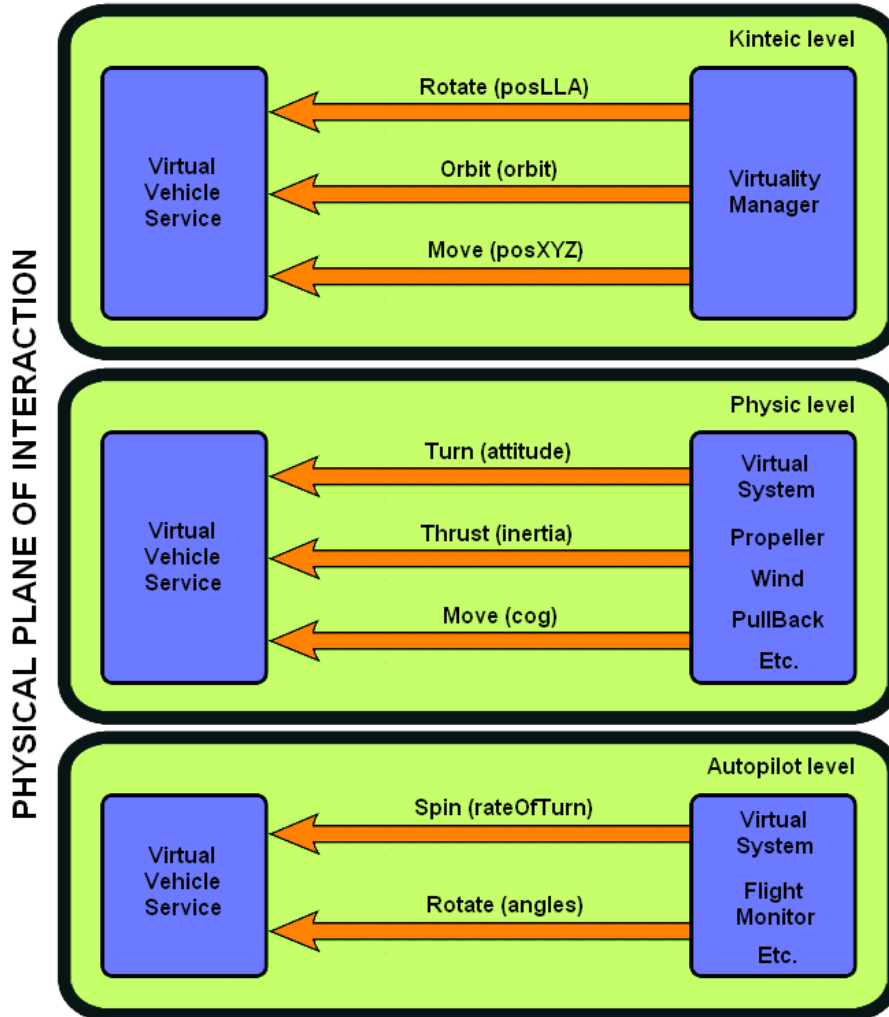 PHYSICAL PLANE OF INTERACTION
Kinteic level
Virtual
Vehicle
Service
Rotate (posLLA)
Orbit (orbit)
Move (posXYZ)
Virtuality
Manager
Physic level
Virtual
Vehicle
Service
Turn (attitude)
Thrust (inertia)
Move (cog)
Virtual
System
Propeller
Wind
PullBack
Etc.
Autopilot level
Virtual
Vehicle
Service
Spin (rateOfTurn)
Rotate (angles)
Virtual
System
Flight
Monitor
Etc.